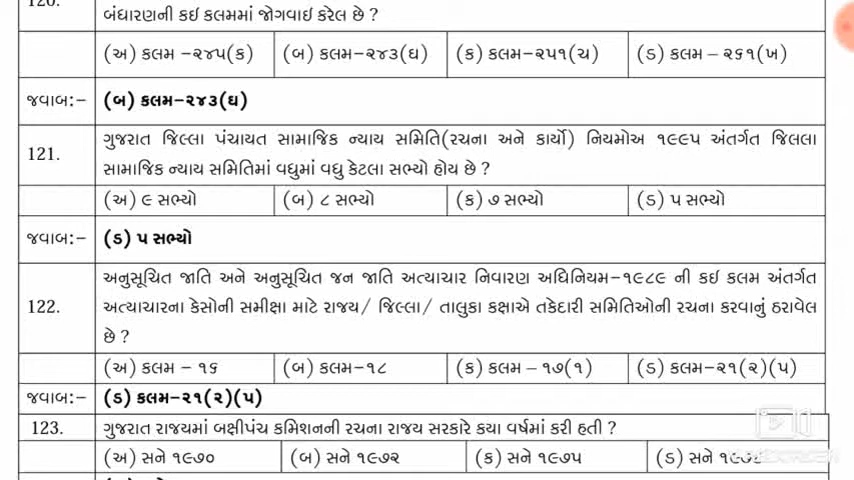 120.
બંધારણની કઈ કલમમાં જોગવાઈ કરેલ છે ?
(અ) કલમ –૨૪૫(ક) (બ) કલમ–૨૪૩(ઘ) (ક) કલમ–૨૫૧(ચ) (ડ) કલમ – ૨૬૧(ખ)
જવાબ:– (બ) કલમ–૨૪૩(ઘ)
121. ગુજરાત જિલ્લા પંચાયત સામાજિક ન્યાય સમિતિ(રચના અને કાર્યો) નિયમોઅ ૧૯૯૫ અંતર્ગત જિલલા
સામાજિક ન્યાય સમિતિમાં વધુમાં વધુ કેટલા સભ્યો હોય છે ?
(અ) ૯ સભ્યો (બ) ૮ સભ્યો (ક) ૭ સભ્યો (ડ) ૫ સભ્યો
જવાબ:– (ડ) ૫ સભ્યો
122. અનુસૂચિત જાતિ અને અનુસૂચિત જન જાતિ અત્યાચાર નિવારણ અધિનિયમ–૧૯૮૯ ની કઈ કલમ અંતર્ગત
અત્યાચારના કેસોની સમીક્ષા માટે રાજય/ જિલ્લા/ તાલુકા કક્ષાએ તકેદારી સમિતિઓની રચના કરવાનું ઠરાવેલ
છે ?
(અ) કલમ – ૧૬ (બ) કલમ–૧૮ (ક) કલમ – ૧૭(૧) (ડ) કલમ–૨૧(૨)(૫)
જવાબ:– (ડ) કલમ–૨૧(૨)(૫)
123. ગુજરાત રાજયમાં બક્ષીપંચ કમિશનની રચના રાજય સરકારે કયા વર્ષમાં કરી હતી ?
(અ) સને ૧૯૭૦ (બ) સને ૧૯૭૨ (ક) સને ૧૯૭૫ (ડ) સને